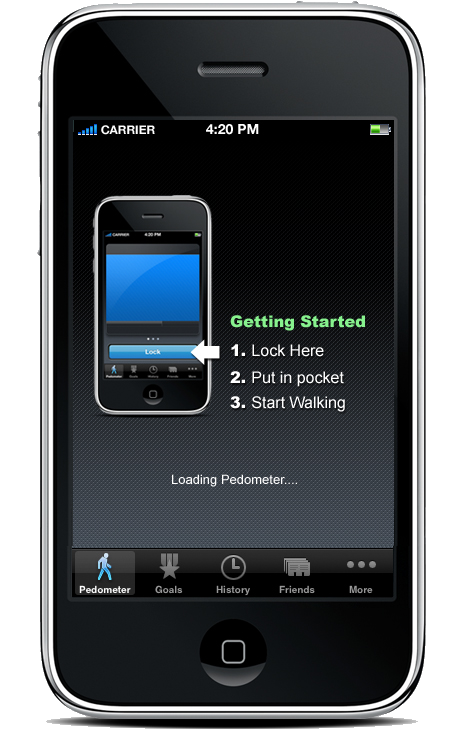 CARRIER 4:20 PM
CARRIER 4:20 PM
Getting Started
1. Lock Here
2. Put in pocket
3. Start Walking
Lock
Pedometer Goals History Friends More
Loading Pedometer....
Pedometer Goals History Friends More